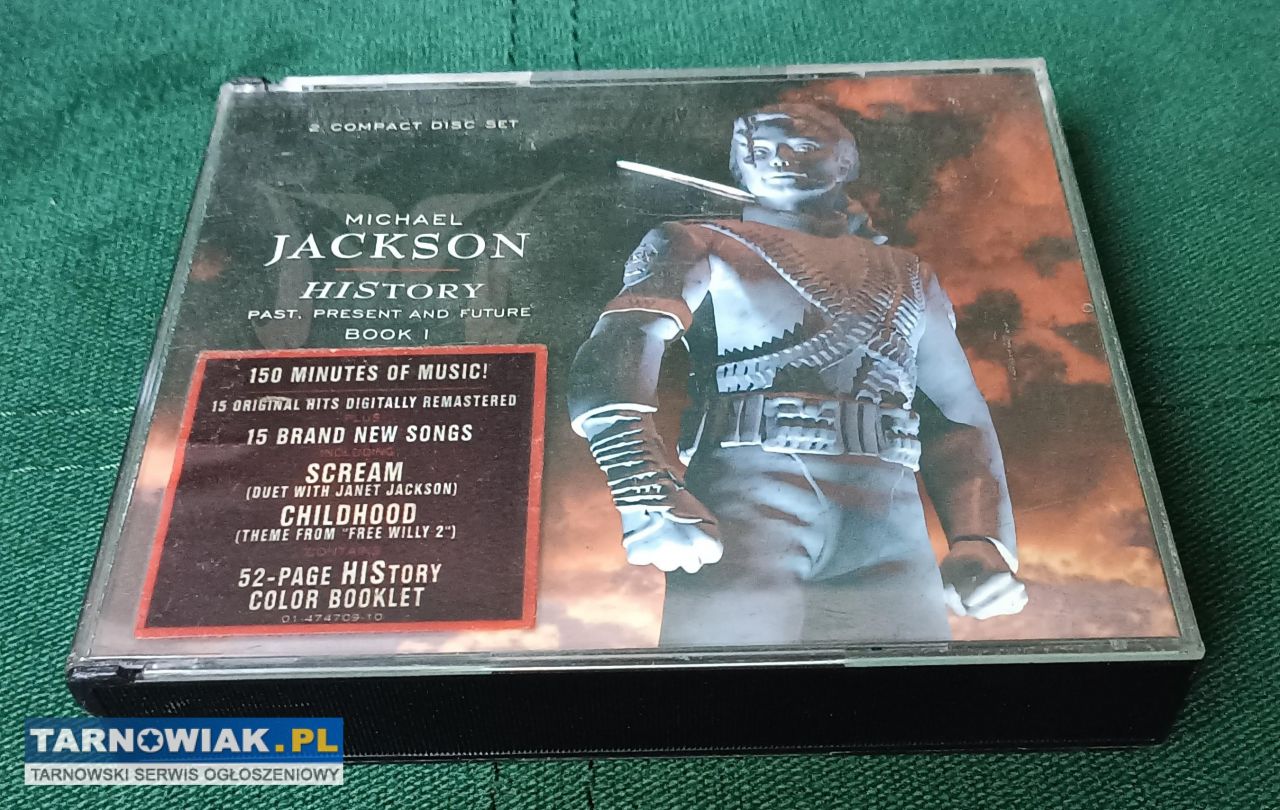 2 COMPACT DISC SET
MICHAEL
JACKSON
HISTORY
PAST, PRESENT AND FUTURE
BOOK I
150 MINUTES OF MUSIC!
15 ORIGINAL HITS DIGITALLY REMASTERED
PLUS
15 BRAND NEW SONGS
INCLUDING
SCREAM
(DUET WITH JANET JACKSON)
CHILDHOOD
(THEME FROM "FREE WILLY 2")
CONTAINS
52-PAGE HIStORY
COLOR BOOKLET
01-474709-10
TARNOWIAK.PL
TARNOWSKI SERWIS OGŁOSZENIOWY